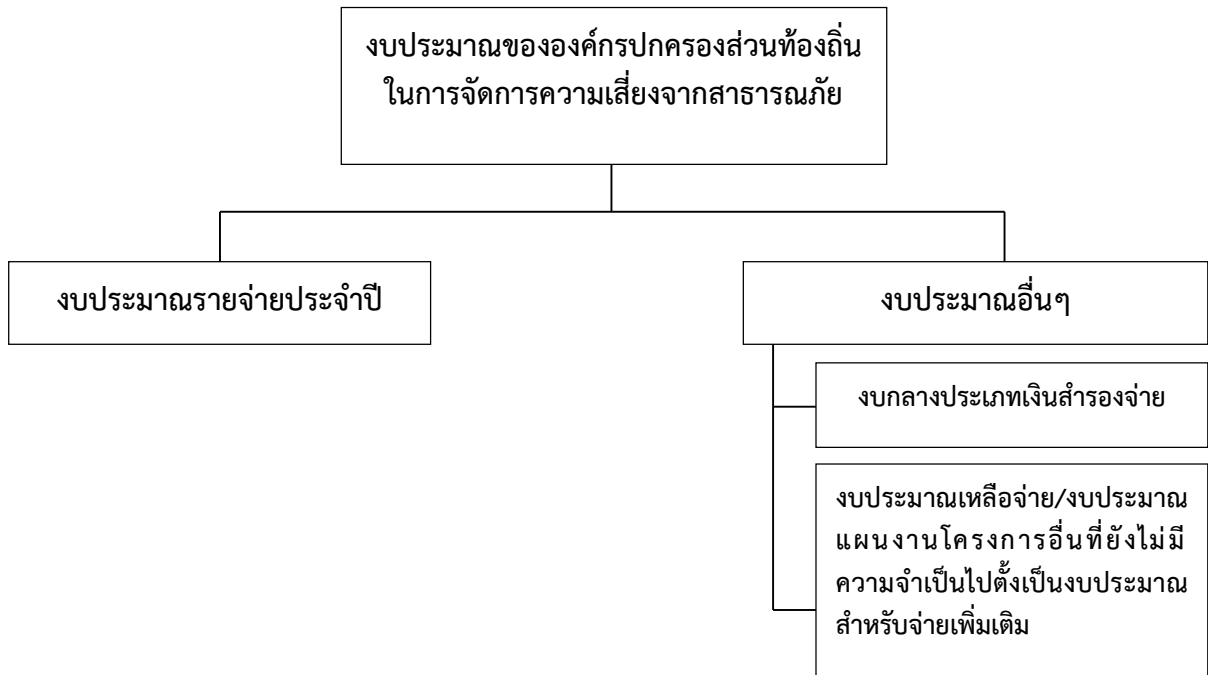 งบประมาณขององค์กรปกครองส่วนท้องถิ่น
ในการจัดการความเสี่ยงจากสาธารณภัย
งบประมาณรายจ่ายประจำปี
งบประมาณอื่นๆ
งบกลางประเภทเงินสำรองจ่าย
งบประมาณเหลือจ่าย/งบประมาณ
แผนงานโครงการอื่นที่ยังไม่มี
ความจำเป็นไปตั้งเป็นงบประมาณ
สำหรับจ่ายเพิ่มเติม